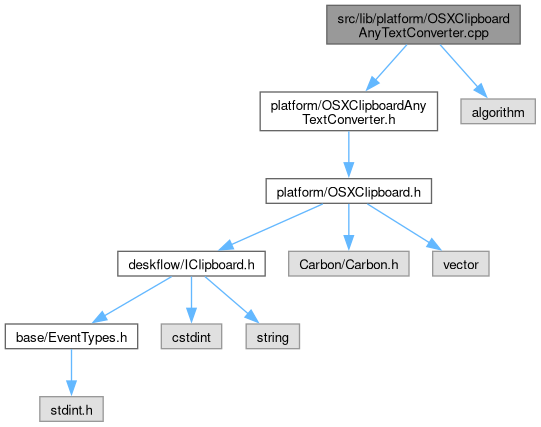 src/lib/platform/OSXClipboard
AnyTextConverter.cpp
platform/OSXClipboardAny
TextConverter.h
algorithm
platform/OSXClipboard.h
deskflow/IClipboard.h
Carbon/Carbon.h
vector
base/EventTypes.h
cstdint
string
stdint.h